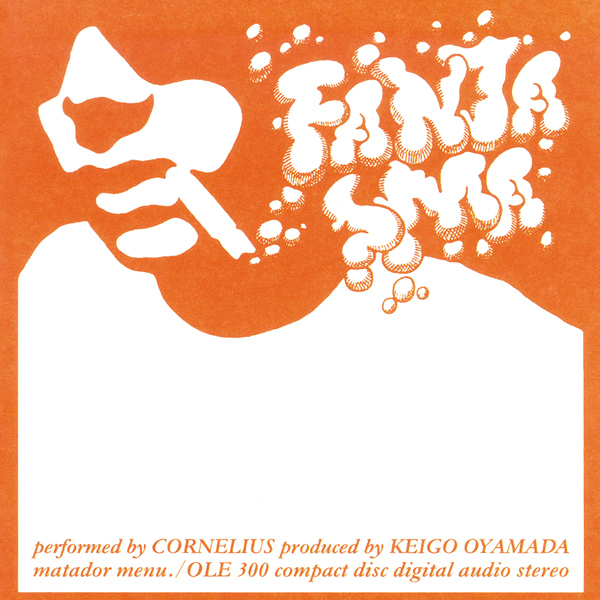 FANTA
SMA
performed by CORNELIUS produced by KEIGO OYAMADA
matador menu./OLE 300 compact disc digital audio stereo